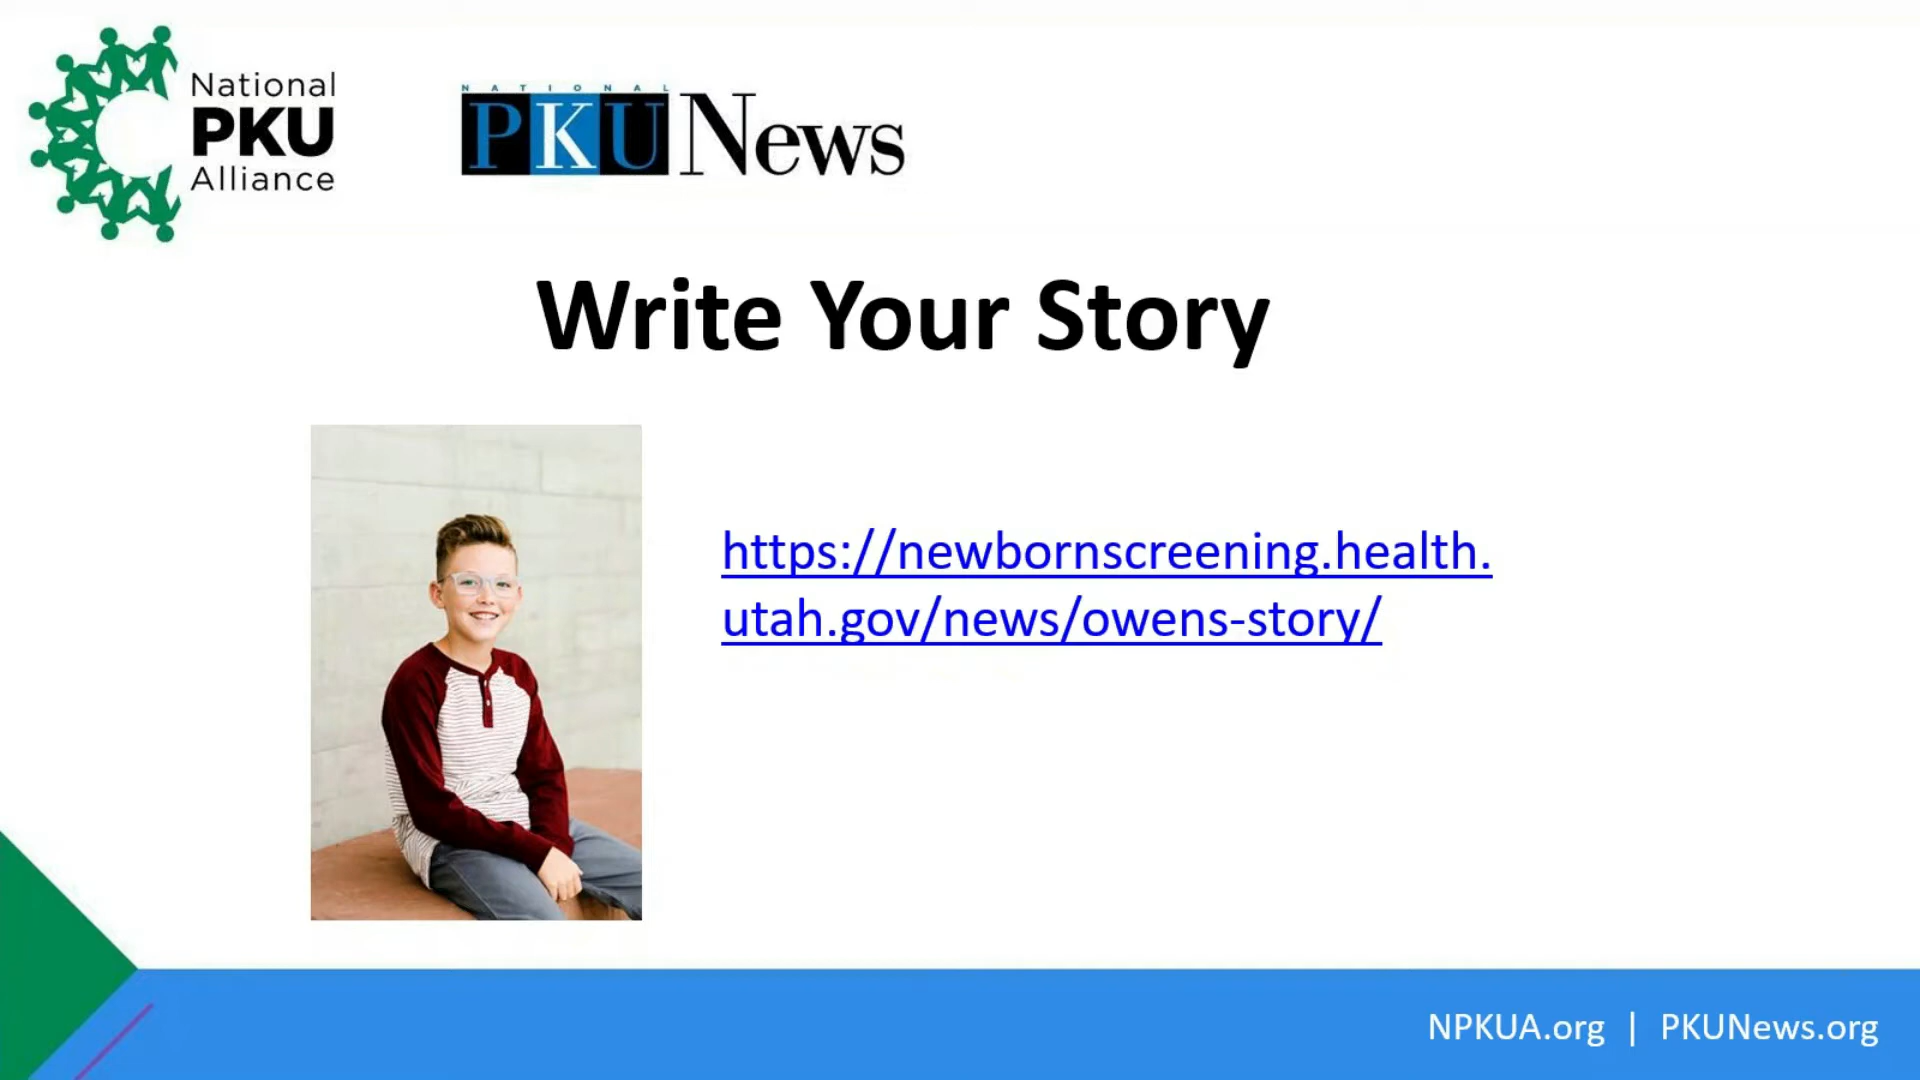 National
PKU
Alliance
NATIONAL
PKU News
Write Your Story
https://newbornscreening.health.
utah.gov/news/owens-story/
NPKUA.org | PKUNews.org